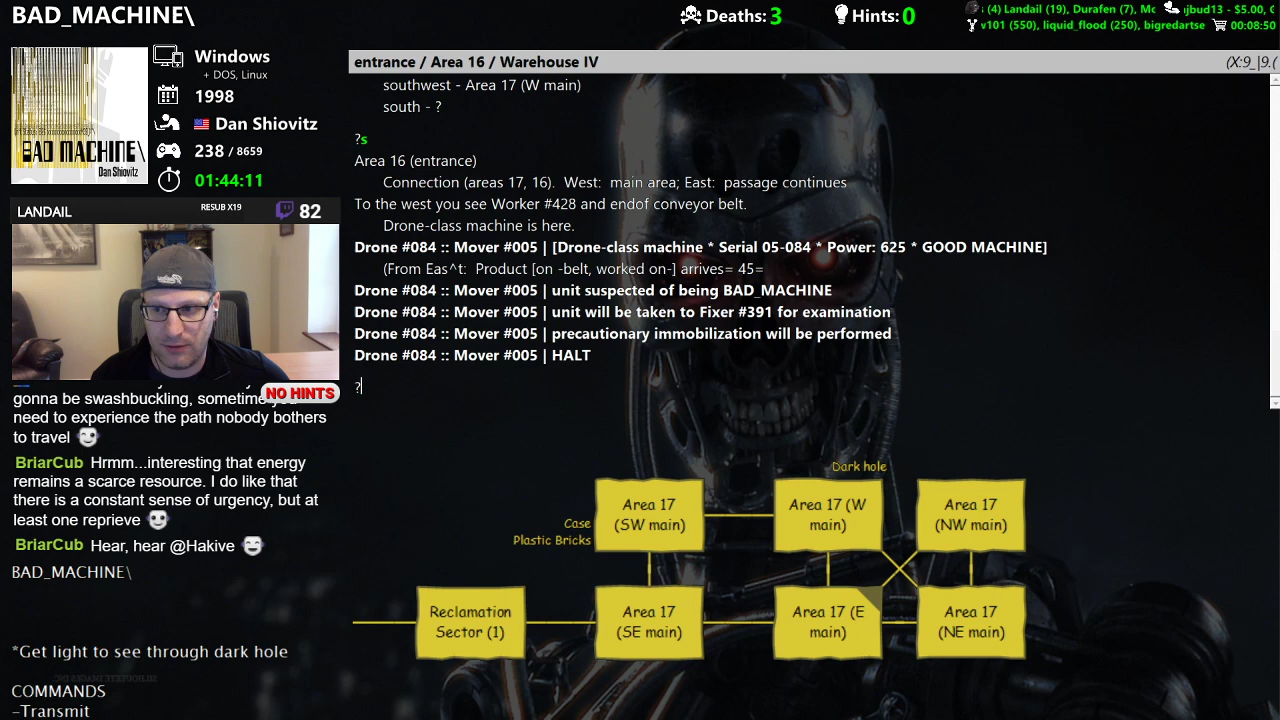 BAD_MACHINE\
Deaths: 3
Hints: 0
(4) Landail (19), Durafen (7), Mc
jbud13 - $5.00, G
v101 (550), liquid_flood (250), bigredartse
00:08:50
BAD MACHINE\
Dan Shiovitz
Windows
+ DOS, Linux
1998
Dan Shiovitz
238 / 8659
01:44:11
LANDAIL
RESUB X19
82
NO HINTS
gonna be swashbuckling, sometime
need to experience the path nobody bothers
to travel
BriarCub Hrmm...interesting that energy
remains a scarce resource. I do like that
there is a constant sense of urgency, but at
least one reprieve
BriarCub Hear, hear @Hakive
BAD_MACHINE\
*Get light to see through dark hole
COMMANDS
-Transmit
entrance / Area 16 / Warehouse IV
(X:9_|9.(
southwest - Area 17 (W main)
south - ?
?s
Area 16 (entrance)
Connection (areas 17, 16). West: main area; East: passage continues
To the west you see Worker #428 and endof conveyor belt.
Drone-class machine is here.
Drone #084 :: Mover #005 | [Drone-class machine * Serial 05-084 * Power: 625 * GOOD MACHINE]
(From Eas^t: Product [on -belt, worked on-] arrives= 45=
Drone #084 :: Mover #005 | unit suspected of being BAD_MACHINE
Drone #084 :: Mover #005 | unit will be taken to Fixer #391 for examination
Drone #084 :: Mover #005 | precautionary immobilization will be performed
Drone #084 :: Mover #005 | HALT
?
Dark hole
Area 17
(SW main)
Area 17 (W
main)
Area 17
(NW main)
Case
Plastic Bricks
Reclamation
Sector (1)
Area 17
(SE main)
Area 17 (E
main)
Area 17
(NE main)